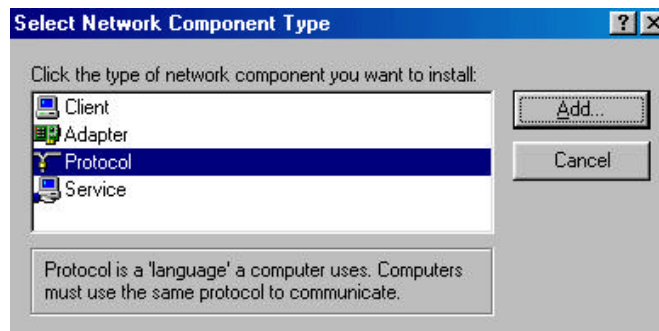 Select Network Component Type
Click the type of network component you want to install:
Client
Adapter
Protocol
Service
Add...
Cancel
Protocol is a 'language' a computer uses. Computers
must use the same protocol to communicate.